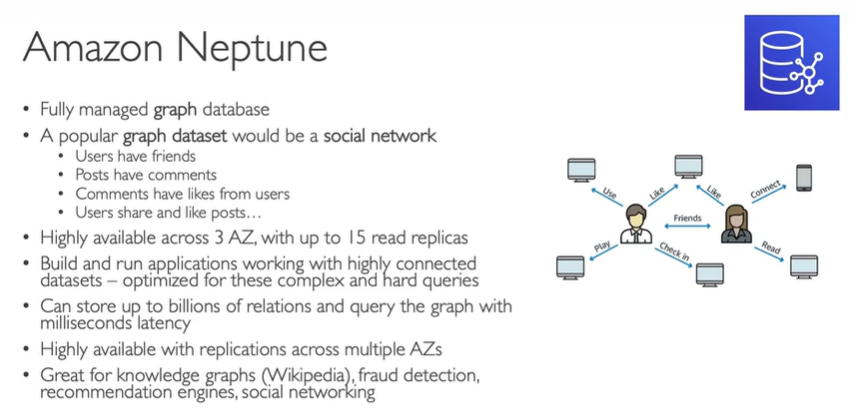 Amazon Neptune
• Fully managed graph database
• A popular graph dataset would be a social network
• Users have friends
• Posts have comments
• Comments have likes from users
• Users share and like posts…
• Highly available across 3 AZ, with up to 15 read replicas
• Build and run applications working with highly connected
datasets – optimized for these complex and hard queries
• Can store up to billions of relations and query the graph with
milliseconds latency
• Highly available with replications across multiple AZs
• Great for knowledge graphs (Wikipedia), fraud detection,
recommendation engines, social networking
Use
Like
Like
Connect
Friends
Play
Check in
Read